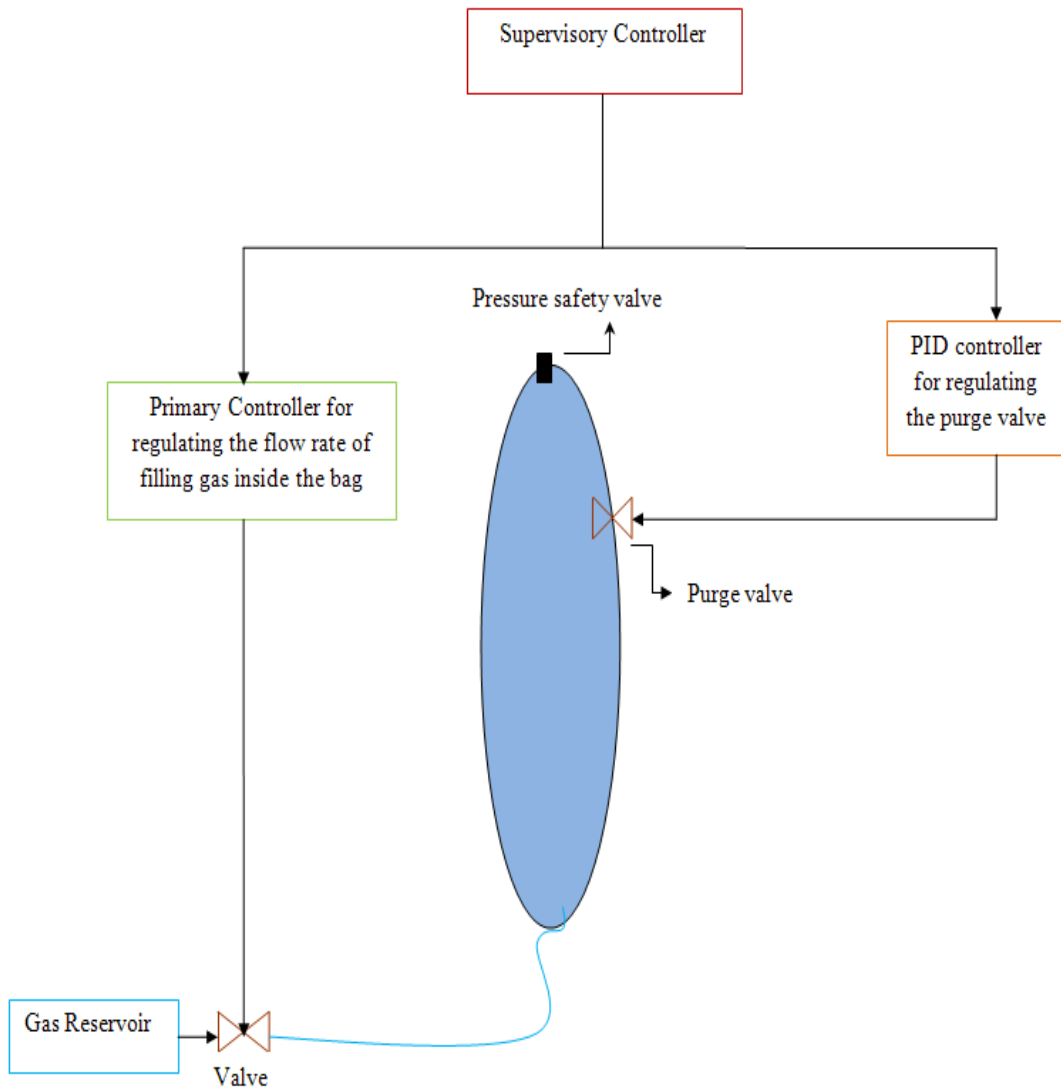 Supervisory Controller
Pressure safety valve
PID controller
for regulating
the purge valve
Primary Controller for
regulating the flow rate of
filling gas inside the bag
Purge valve
Gas Reservoir
Valve